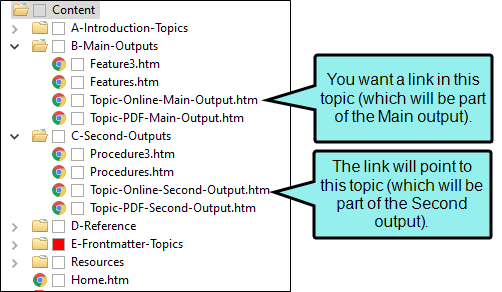 Content
A-Introduction-Topics
B-Main-Outputs
Feature3.htm
Features.htm
Topic-Online-Main-Output.htm
Topic-PDF-Main-Output.htm
C-Second-Outputs
Procedure3.htm
Procedures.htm
Topic-Online-Second-Output.htm
Topic-PDF-Second-Output.htm
D-Reference
E-Frontmatter-Topics
Resources
Home.htm
You want a link in this
topic (which will be part
of the Main output).
The link will point to
this topic (which will be
part of the Second
output).